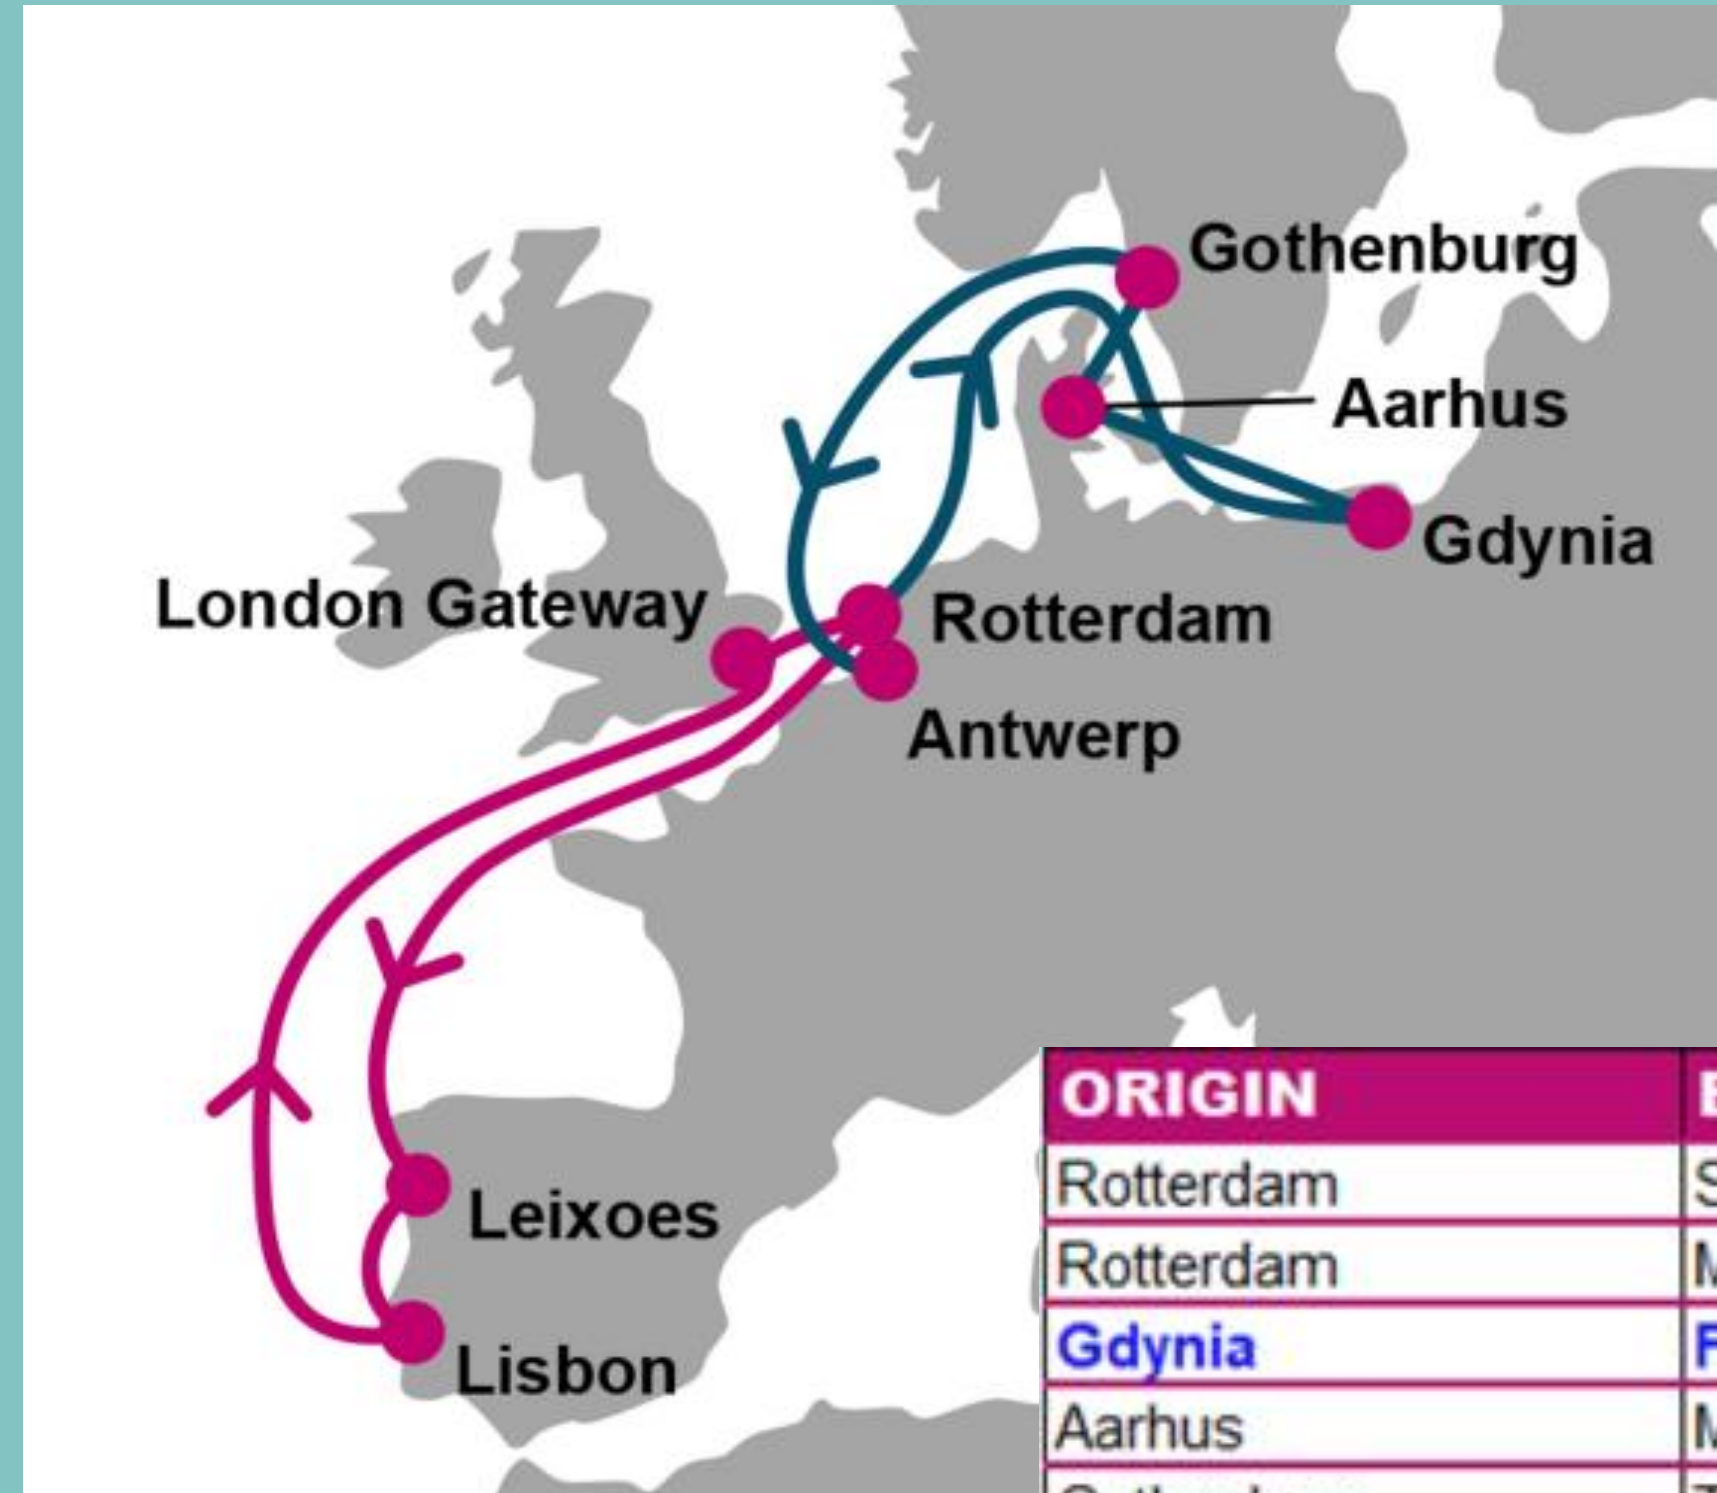 Gothenburg
Aarhus
Gdynia
London Gateway
Rotterdam
Antwerp
Leixoes
Lisbon
ORIGIN
Rotterdam
Rotterdam
Gdynia
Aarhus